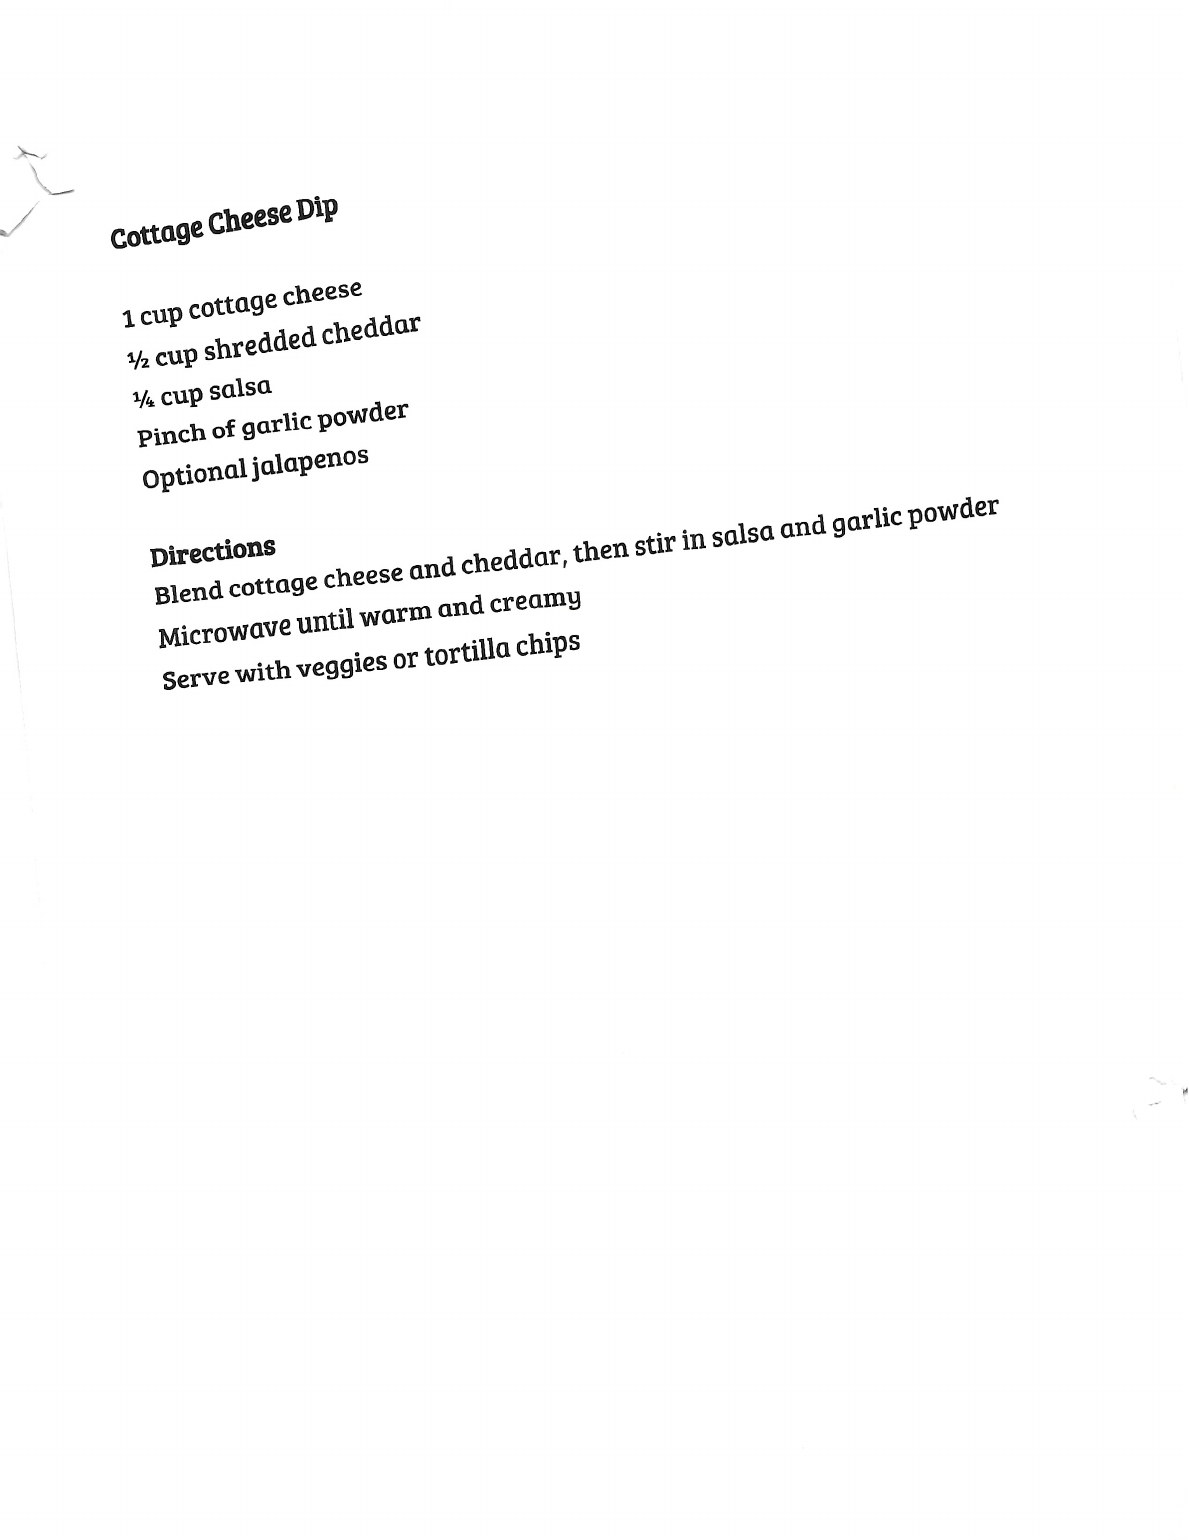 Cottage Cheese Dip
1 cup cottage cheese
½ cup shredded cheddar
¼ cup salsa
Pinch of garlic powder
Optional jalapenos
Directions
Blend cottage cheese and cheddar, then stir in salsa and garlic powder
Microwave until warm and creamy
Serve with veggies or tortilla chips